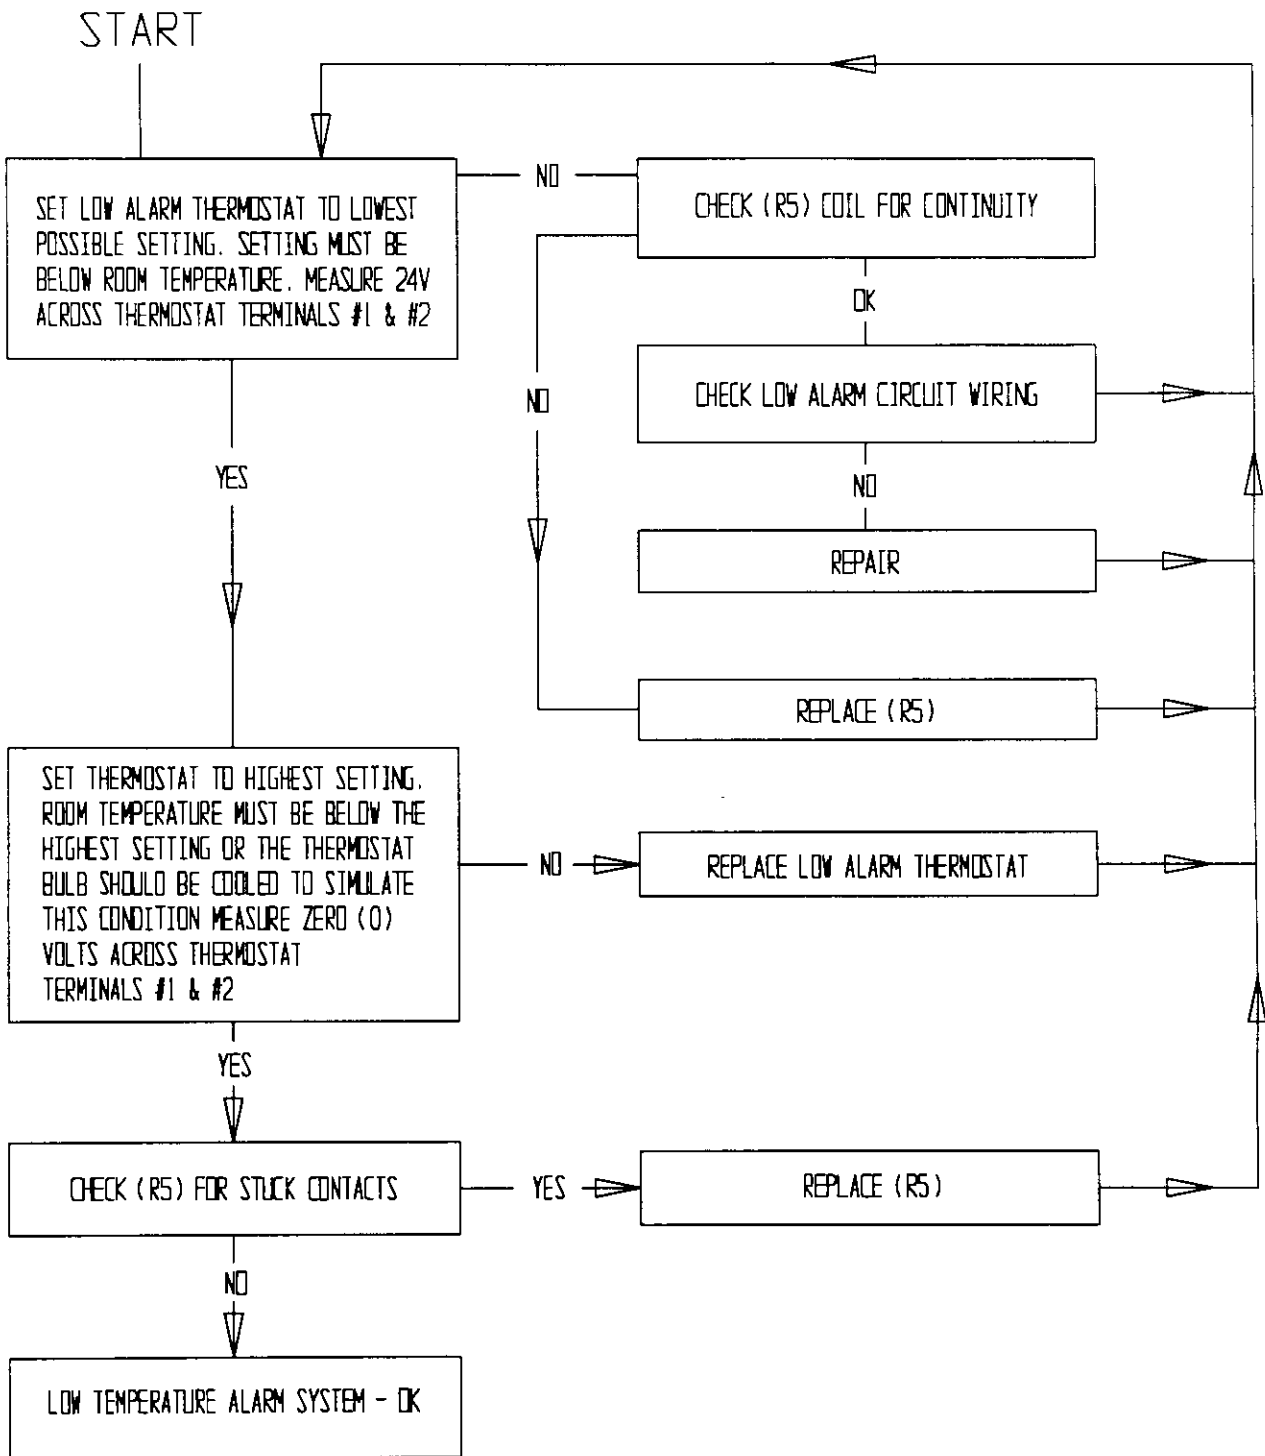 START
SET LOW ALARM THERMOSTAT TO LOWEST
POSSIBLE SETTING. SETTING MUST BE
BELOW ROOM TEMPERATURE. MEASURE 24V
ACROSS THERMOSTAT TERMINALS #1 & #2
NO
CHECK (R5) COIL FOR CONTINUITY
OK
NO
CHECK LOW ALARM CIRCUIT WIRING
YES
NO
REPAIR
REPLACE (R5)
SET THERMOSTAT TO HIGHEST SETTING.
ROOM TEMPERATURE MUST BE BELOW THE
HIGHEST SETTING OR THE THERMOSTAT
BULB SHOULD BE COOLED TO SIMULATE
THIS CONDITION MEASURE ZERO (0)
VOLTS ACROSS THERMOSTAT
TERMINALS #1 & #2
NO
REPLACE LOW ALARM THERMOSTAT
YES
CHECK (R5) FOR STUCK CONTACTS
YES
REPLACE (R5)
NO
LOW TEMPERATURE ALARM SYSTEM - OK